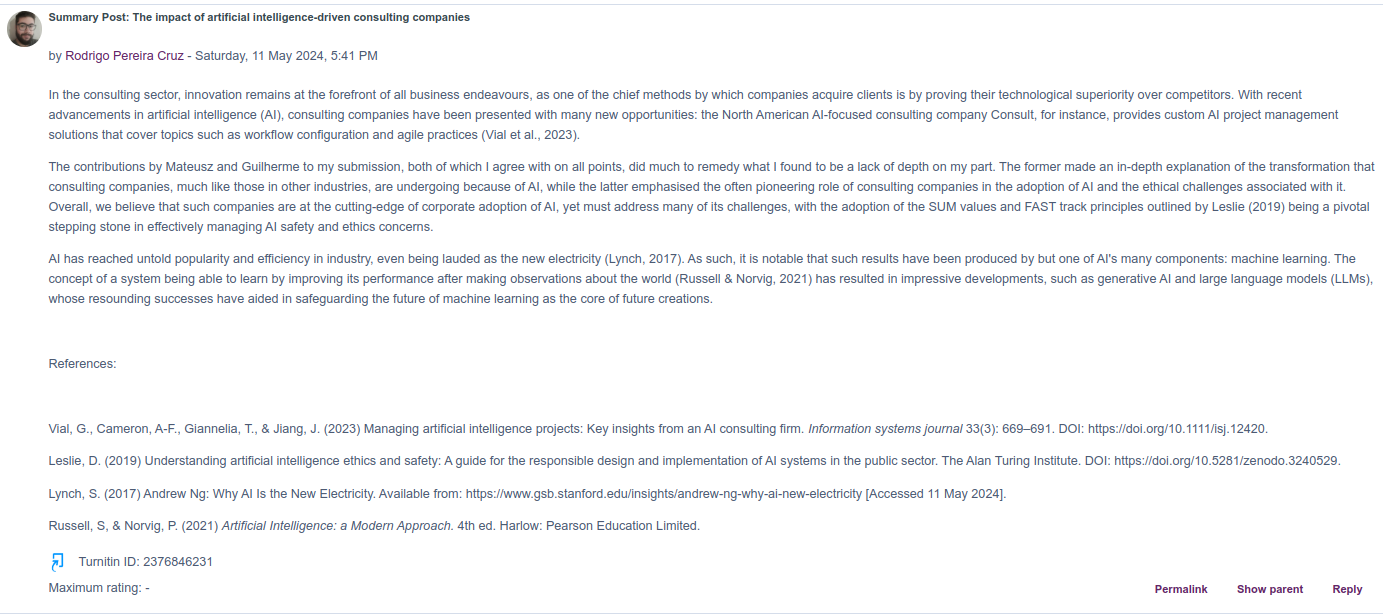 Summary Post: The impact of artificial intelligence-driven consulting companies
by Rodrigo Pereira Cruz - Saturday, 11 May 2024, 5:41 PM
In the consulting sector, innovation remains at the forefront of all business endeavours, as one of the chief methods by which companies acquire clients is by proving their technological superiority over competitors. With recent
advancements in artificial intelligence (AI), consulting companies have been presented with many new opportunities: the North American AI-focused consulting company Consult, for instance, provides custom AI project management
solutions that cover topics such as workflow configuration and agile practices (Vial et al., 2023).
The contributions by Mateusz and Guilherme to my submission, both of which I agree with on all points, did much to remedy what I found to be a lack of depth on my part. The former made an in-depth explanation of the transformation that
consulting companies, much like those in other industries, are undergoing because of AI, while the latter emphasised the often pioneering role of consulting companies in the adoption of AI and the ethical challenges associated with it.
Overall, we believe that such companies are at the cutting-edge of corporate adoption of AI, yet must address many of its challenges, with the adoption of the SUM values and FAST track principles outlined by Leslie (2019) being a pivotal
stepping stone in effectively managing AI safety and ethics concerns.
AI has reached untold popularity and efficiency in industry, even being lauded as the new electricity (Lynch, 2017). As such, it is notable that such results have been produced by but one of AI's many components: machine learning. The
concept of a system being able to learn by improving its performance after making observations about the world (Russell & Norvig, 2021) has resulted in impressive developments, such as generative AI and large language models (LLMs),
whose resounding successes have aided in safeguarding the future of machine learning as the core of future creations.
References:
Vial, G., Cameron, A-F., Giannelia, T., & Jiang, J. (2023) Managing artificial intelligence projects: Key insights from an AI consulting firm. Information systems journal 33(3): 669–691. DOI: https://doi.org/10.1111/isj.12420.
Leslie, D. (2019) Understanding artificial intelligence ethics and safety: A guide for the responsible design and implementation of AI systems in the public sector. The Alan Turing Institute. DOI: https://doi.org/10.5281/zenodo.3240529.
Lynch, S. (2017) Andrew Ng: Why AI Is the New Electricity. Available from: https://www.gsb.stanford.edu/insights/andrew-ng-why-ai-new-electricity [Accessed 11 May 2024].
Russell, S, & Norvig, P. (2021) Artificial Intelligence: a Modern Approach. 4th ed. Harlow: Pearson Education Limited.
Turnitin ID: 2376846231
Maximum rating: -
Permalink Show parent Reply